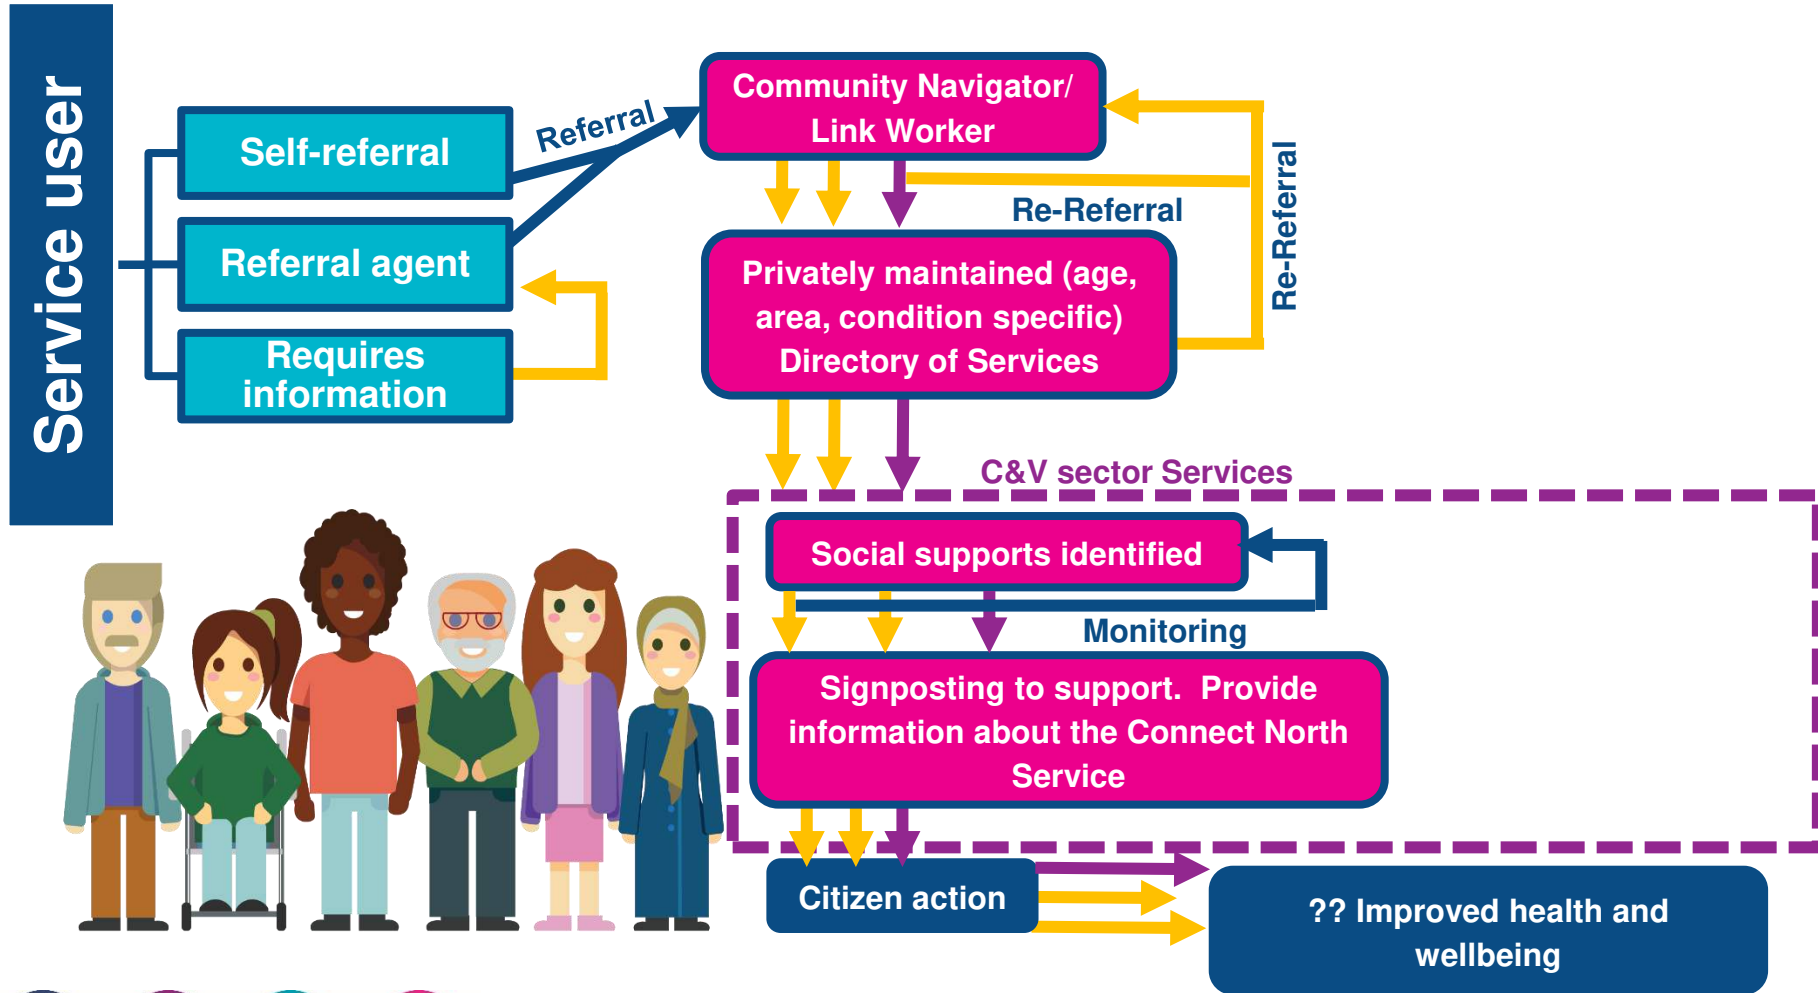 Service user
Self-referral
Referral agent
Requires
information
Referral
Community Navigator/
Link Worker
Re-Referral
Re-Referral
Privately maintained (age,
area, condition specific)
Directory of Services
C&V sector Services
Social supports identified
Monitoring
Signposting to support.  Provide
information about the Connect North
Service
Citizen action
?? Improved health and
wellbeing